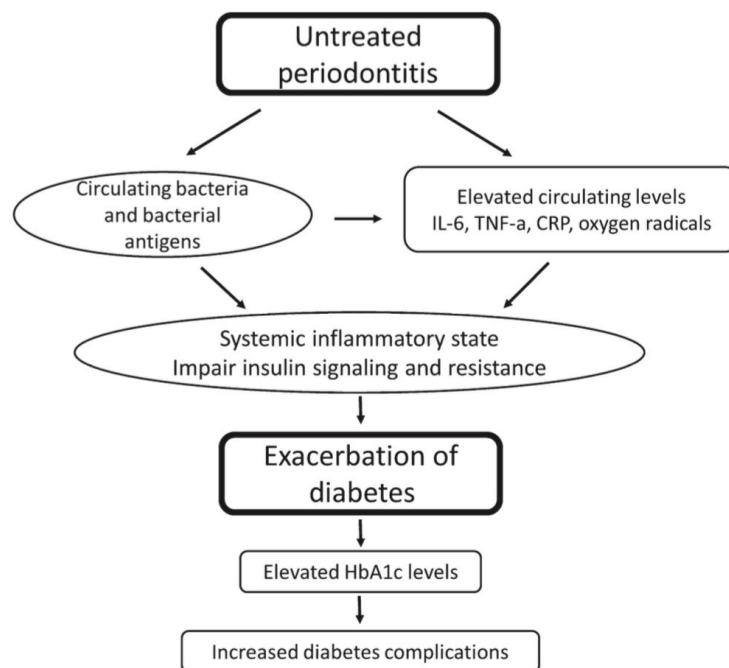 Untreated
periodontitis
Circulating bacteria
and bacterial
antigens
Elevated circulating levels
IL-6, TNF-a, CRP, oxygen radicals
Systemic inflammatory state
Impair insulin signaling and resistance
Exacerbation of
diabetes
Elevated HbA1c levels
Increased diabetes complications